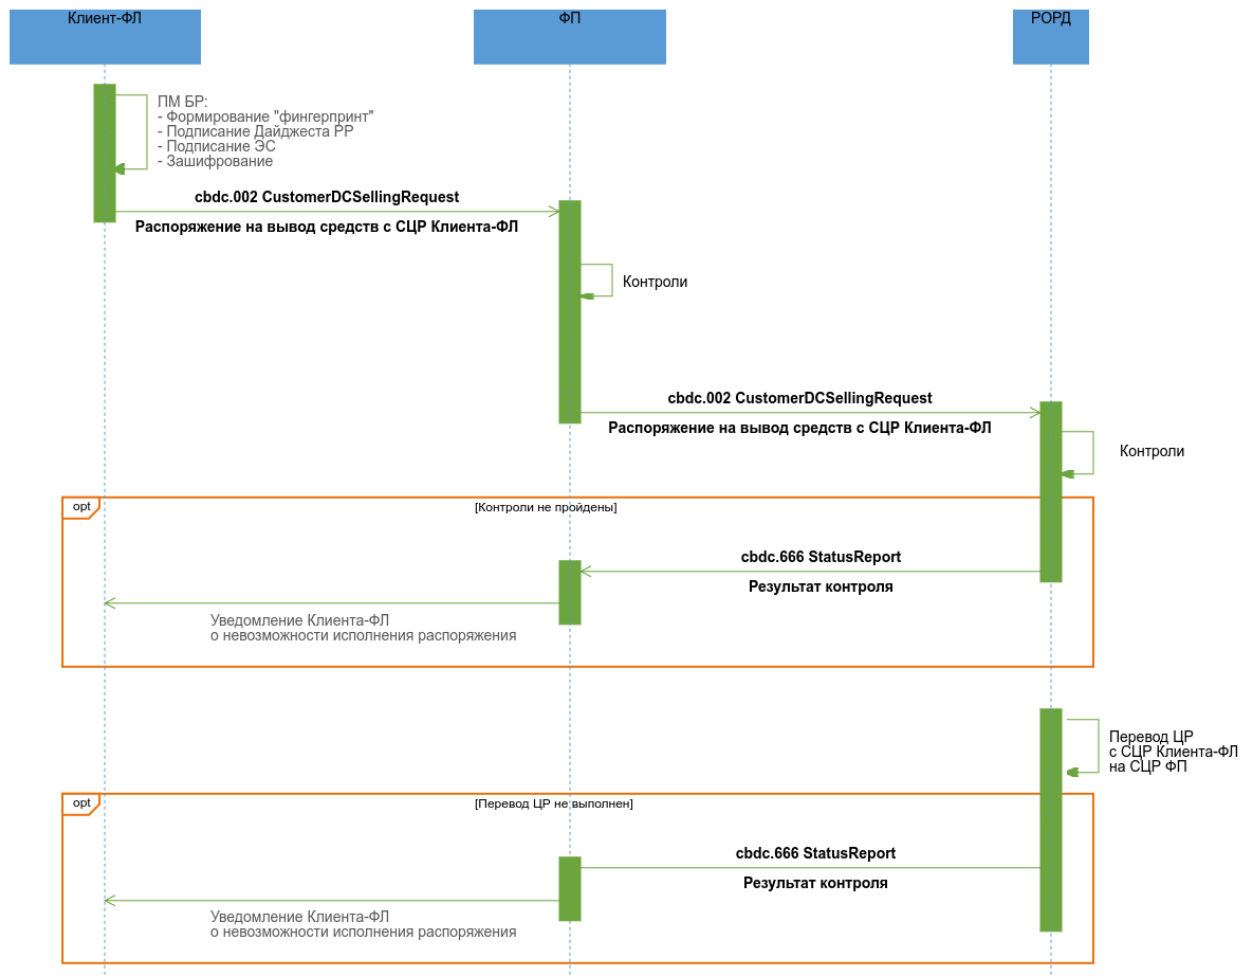 Клиент-ФЛ
ФП
РОРД
ПМ БР:
- Формирование "фингерпринт"
- Подписание Дайджеста РР
- Подписание ЭС
- Зашифрование
cbdc.002 CustomerDCSellingRequest
Распоряжение на вывод средств с СЦР Клиента-ФЛ
Контроли
cbdc.002 CustomerDCSellingRequest
Распоряжение на вывод средств с СЦР Клиента-ФЛ
Контроли
opt
[Контроли не пройдены]
cbdc.666 StatusReport
Результат контроля
Уведомление Клиента-ФЛ
о невозможности исполнения распоряжения
Перевод ЦР
с СЦР Клиента-ФЛ
на СЦР ФП
opt
[Перевод ЦР не выполнен]
cbdc.666 StatusReport
Результат контроля
Уведомление Клиента-ФЛ
о невозможности исполнения распоряжения